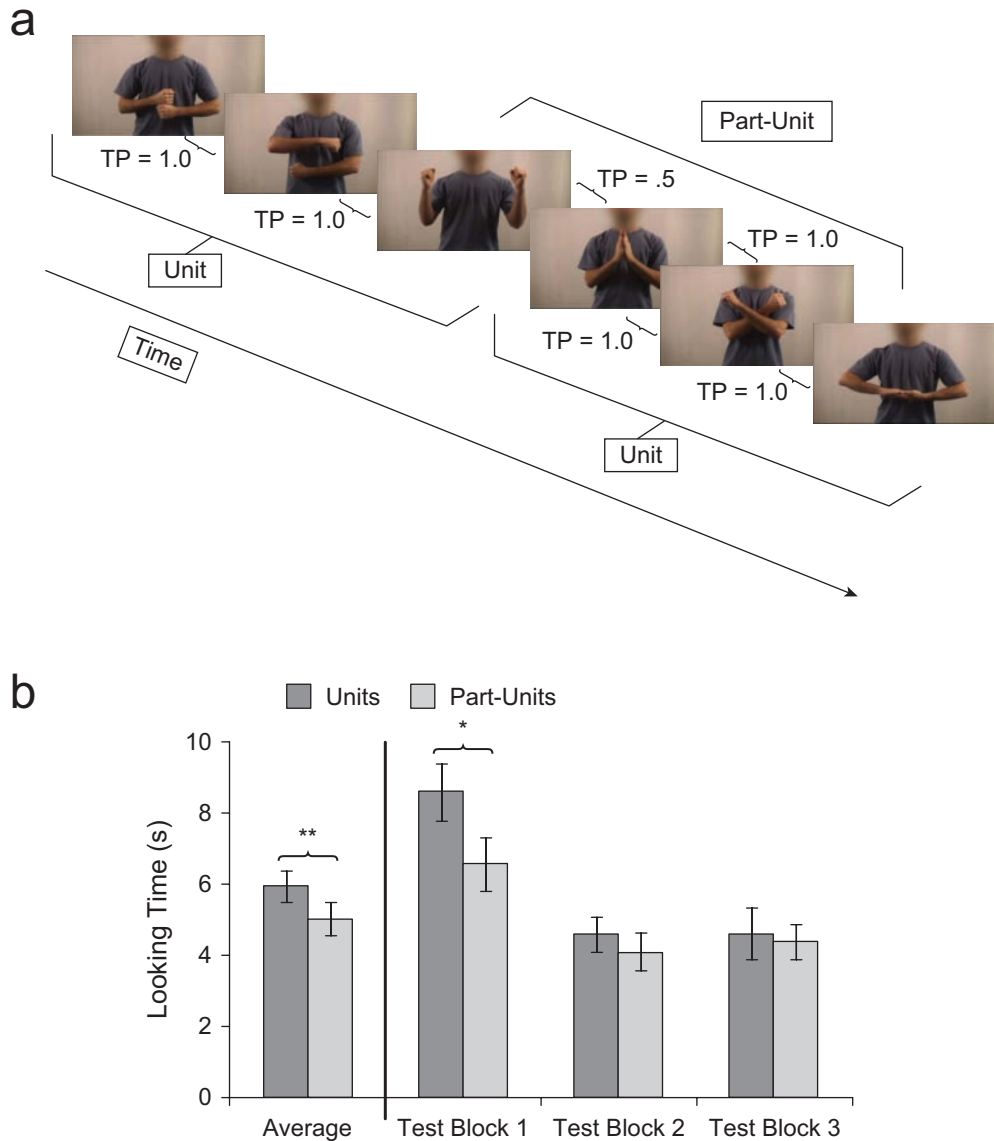 a
Part-Unit
TP = 1.0
TP = .5
TP = 1.0
TP = 1.0
Unit
TP = 1.0
Time
TP = 1.0
Unit
b
Units Part-Units
10
8
6
4
2
0
Looking Time (s)
**
*
Average Test Block 1 Test Block 2 Test Block 3